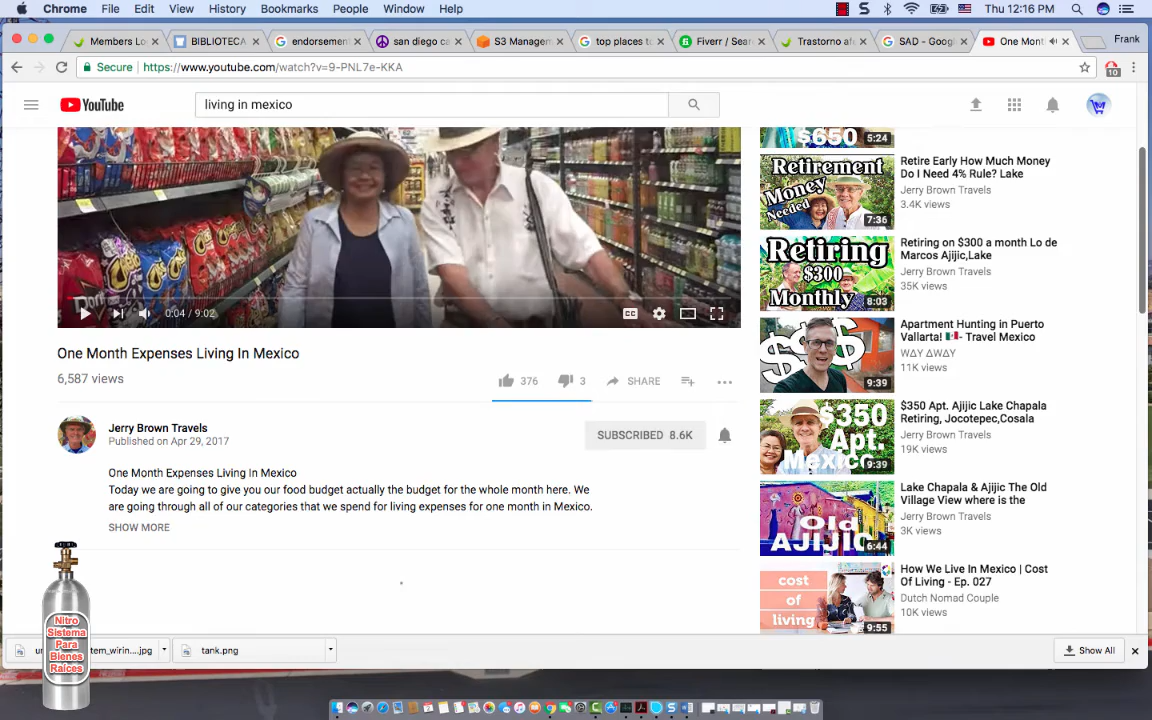 Chrome File Edit View History Bookmarks People Window Help Thu 12:16 PM
Members Lo BIBLIOTECA endorsement san diego ca S3 Managem top places to Fiverr / Sear Trastorno af SAD - Goog One Mont Frank
Secure https://www.youtube.com/watch?v=9-PNL7e-KKA 10
YouTube living in mexico
$650
5:24
Retirement
Money
Needed
7:36
Retire Early How Much Money
Do I Need 4% Rule? Lake
Jerry Brown Travels
3.4K views
Retiring
$300
Monthly
8:03
Retiring on $300 a month Lo de
Marcos Ajijic,Lake
Jerry Brown Travels
35K views
0:04 / 9:02
CC
One Month Expenses Living In Mexico
6,587 views
376 3 SHARE
$$$
9:39
Apartment Hunting in Puerto
Vallarta! - Travel Mexico
WΔY ΔWΔY
11K views
Jerry Brown Travels
Published on Apr 29, 2017
SUBSCRIBED 8.6K
$350
Apt.
Mexico
9:39
$350 Apt. Ajijic Lake Chapala
Retiring, Jocotepec,Cosala
Jerry Brown Travels
19K views
One Month Expenses Living In Mexico
Today we are going to give you our food budget actually the budget for the whole month here. We
are going through all of our categories that we spend for living expenses for one month in Mexico.
SHOW MORE
Old
AJIJIC
6:44
Lake Chapala & Ajijic The Old
Village View where is the
Jerry Brown Travels
3K views
cost
of
living
9:55
How We Live In Mexico | Cost
Of Living - Ep. 027
Dutch Nomad Couple
10K views
Nitro
Sistema
Para
Bienes
Raices
tem_wirin....jpg tank.png Show All